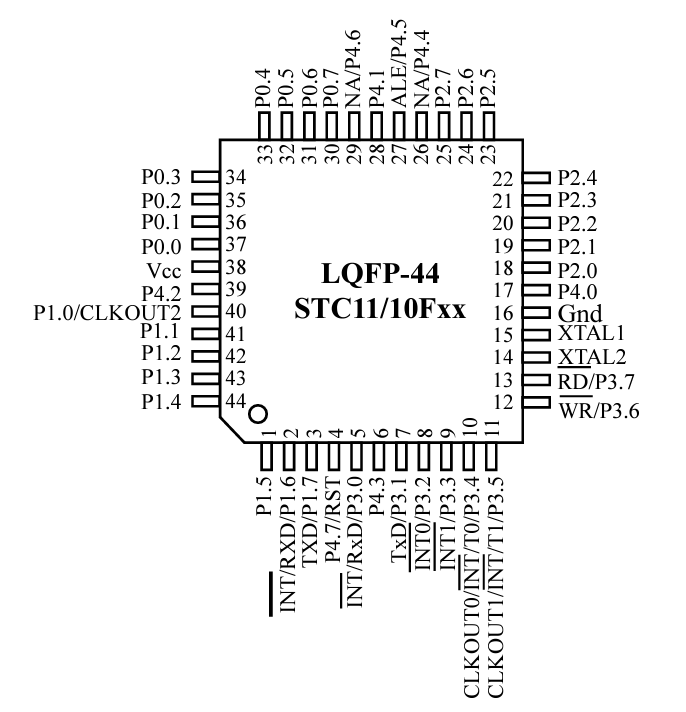 P0.4
P0.5
P0.6
P0.7
NA/P4.6
P4.1
ALE/P4.5
NA/P4.4
P2.7
P2.6
P2.5
33
32
31
30
29
28
27
26
25
24
23
P0.3 34
P0.2 35
P0.1 36
P0.0 37
Vcc 38
P4.2 39
P1.0/CLKOUT2 40
P1.1 41
P1.2 42
P1.3 43
P1.4 44
LQFP-44
STC11/10Fxx
22 P2.4
21 P2.3
20 P2.2
19 P2.1
18 P2.0
17 P4.0
16 Gnd
15 XTAL1
14 XTAL2
13 RD/P3.7
12 WR/P3.6
1
2
3
4
5
6
7
8
9
10
11
P1.5
INT/RXD/P1.6
TXD/P1.7
P4.7/RST
INT/RxD/P3.0
P4.3
TxD/P3.1
INT0/P3.2
INT1/P3.3
CLKOUT0/INT/T0/P3.4
CLKOUT1/INT/T1/P3.5